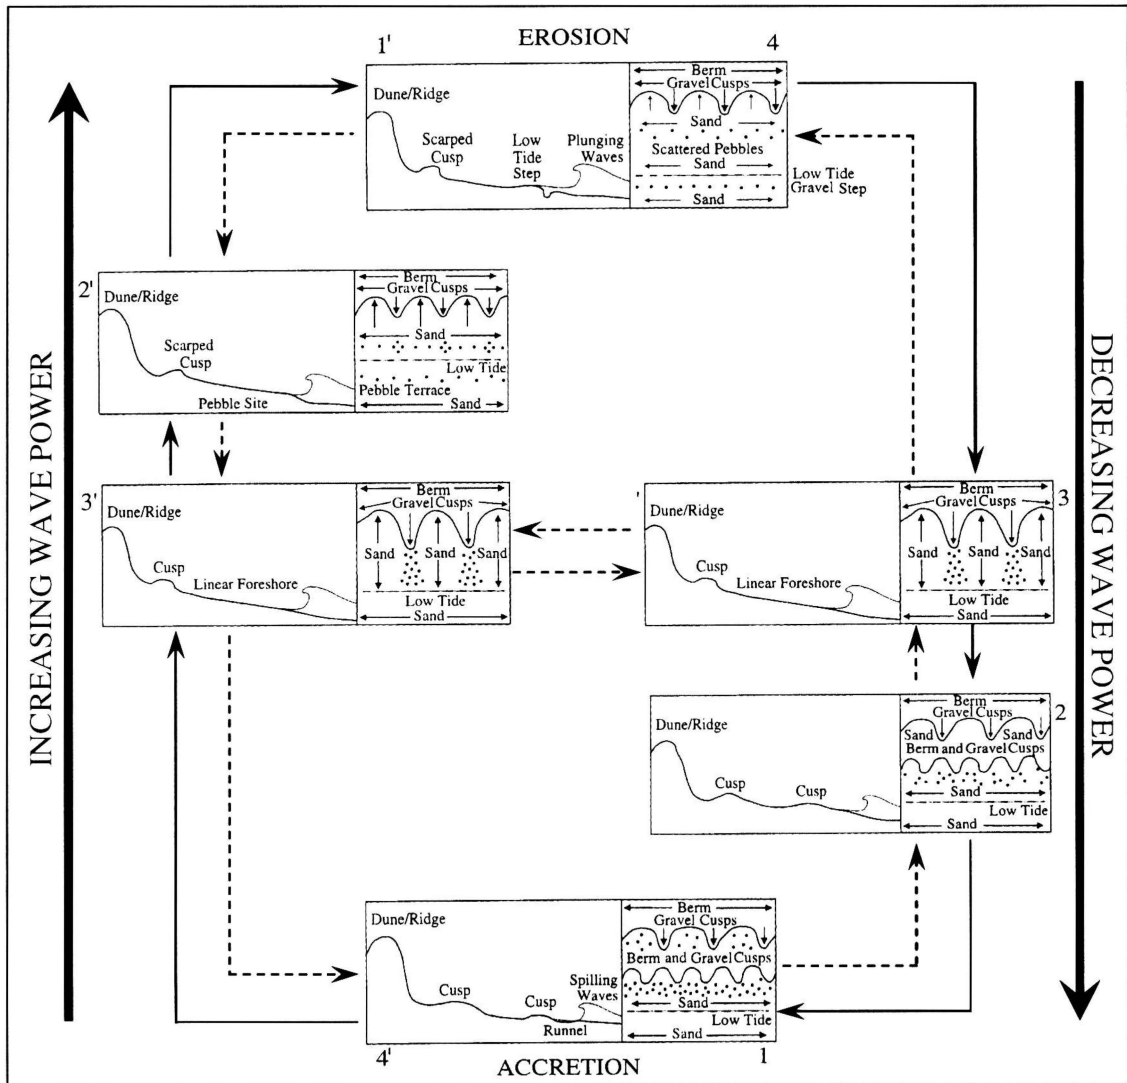 EROSION
1'
4
Dune/Ridge
Scarped
Cusp
Low
Tide
Step
Plunging
Waves
Berm
Gravel Cusps
Sand
Scattered Pebbles
Sand
Low Tide
Gravel Step
Sand
2'
Dune/Ridge
Scarped
Cusp
Pebble Site
Berm
Gravel Cusps
Sand
Low Tide
Pebble Terrace
Sand
3'
Dune/Ridge
Cusp
Linear Foreshore
Berm
Gravel Cusps
Sand Sand Sand
Low Tide
Sand
'
3
Dune/Ridge
Cusp
Linear Foreshore
Berm
Gravel Cusps
Sand Sand Sand
Low Tide
Sand
2
Dune/Ridge
Cusp
Cusp
Berm
Gravel Cusps
Sand Sand
Berm and Gravel Cusps
Sand
Low Tide
Sand
Dune/Ridge
Cusp
Cusp
Spilling
Waves
Runnel
Berm
Gravel Cusps
Berm and Gravel Cusps
Sand
Low Tide
Sand
4'
1
ACCRETION
INCREASING WAVE POWER
DECREASING WAVE POWER